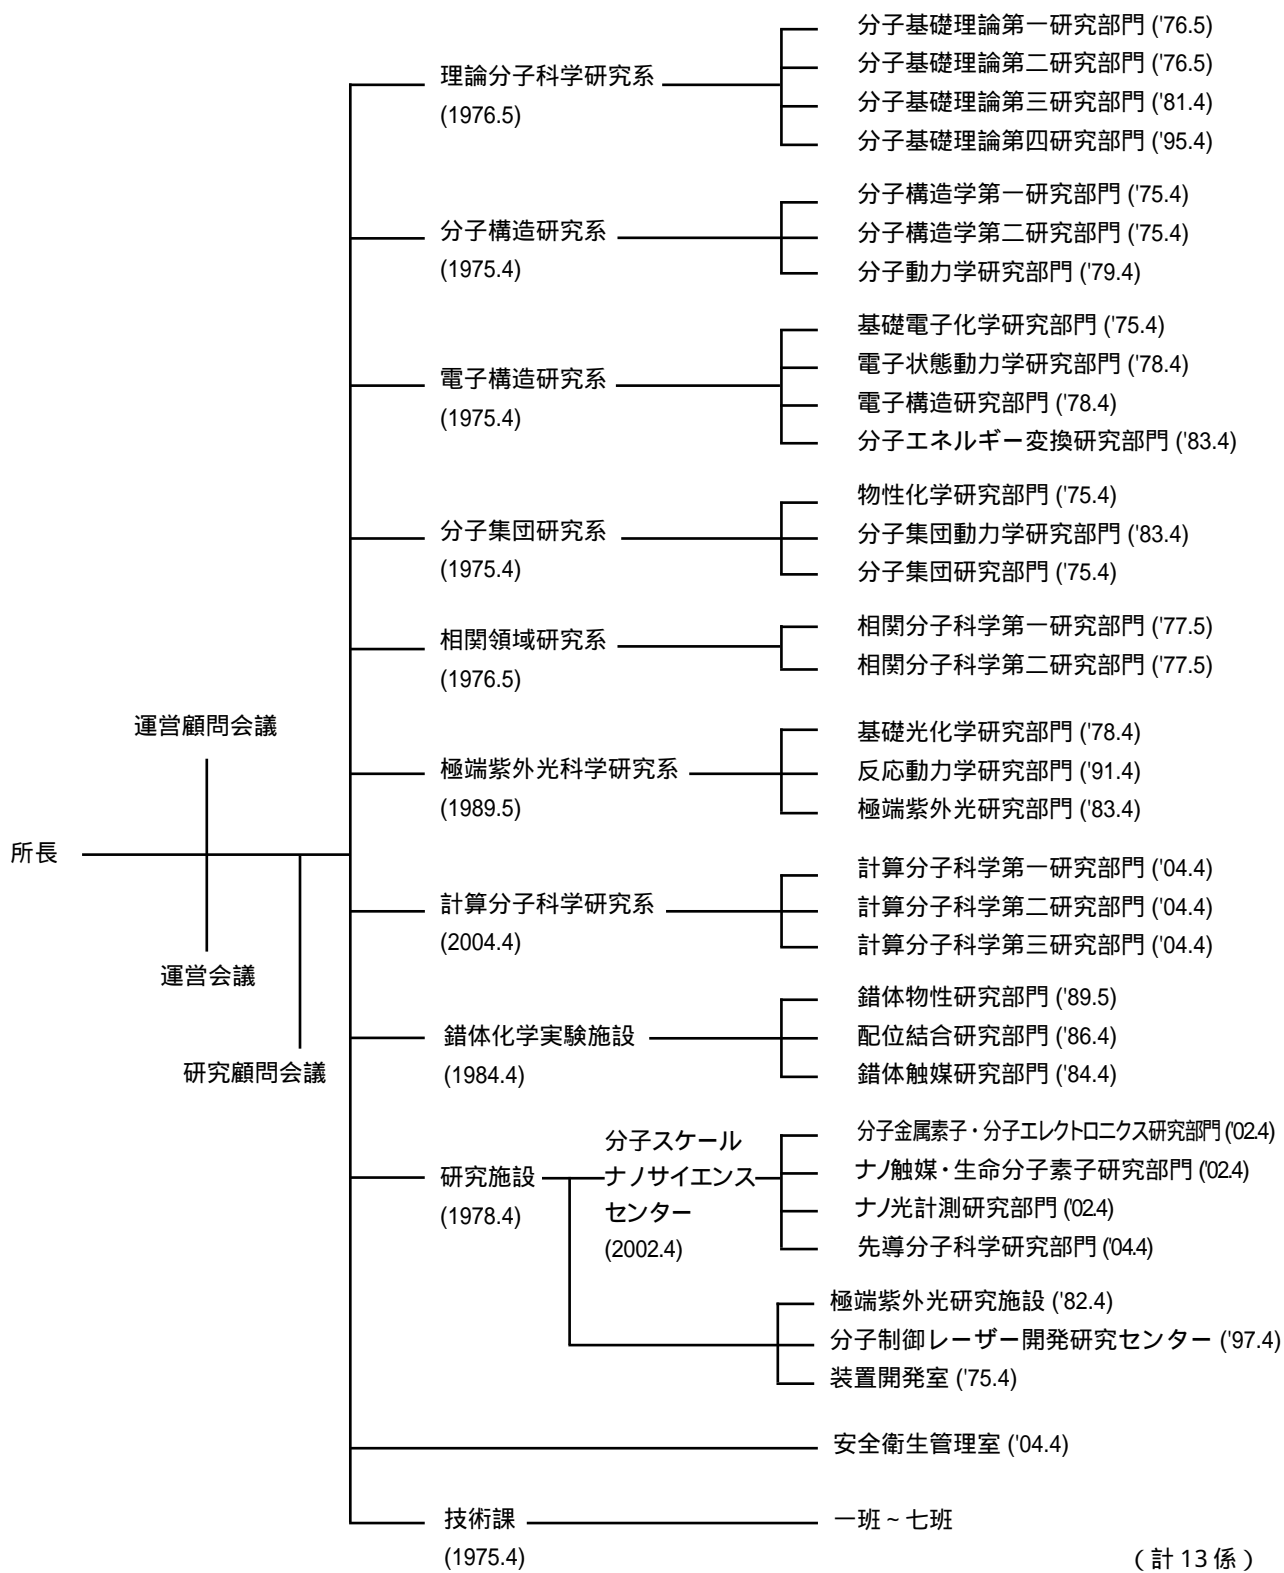 分子基礎理論第一研究部門 ('76.5)
分子基礎理論第二研究部門 ('76.5)
理論分子科学研究系
(1976.5)
分子基礎理論第三研究部門 ('81.4)
分子基礎理論第四研究部門 ('95.4)
分子構造学第一研究部門 ('75.4)
分子構造研究系
(1975.4)
分子構造学第二研究部門 ('75.4)
分子動力学研究部門 ('79.4)
基礎電子化学研究部門 ('75.4)
電子状態動力学研究部門 ('78.4)
電子構造研究系
(1975.4)
電子構造研究部門 ('78.4)
分子エネルギー変換研究部門 ('83.4)
物性化学研究部門 ('75.4)
分子集団研究系
(1975.4)
分子集団動力学研究部門 ('83.4)
分子集団研究部門 ('75.4)
相関領域研究系
(1976.5)
相関分子科学第一研究部門 ('77.5)
相関分子科学第二研究部門 ('77.5)
運営顧問会議
基礎光化学研究部門 ('78.4)
極端紫外光科学研究系
(1989.5)
反応動力学研究部門 ('91.4)
極端紫外光研究部門 ('83.4)
所長
計算分子科学第一研究部門 ('04.4)
計算分子科学研究系
(2004.4)
計算分子科学第二研究部門 ('04.4)
計算分子科学第三研究部門 ('04.4)
運営会議
錯体物性研究部門 ('89.5)
錯体化学実験施設
(1984.4)
配位結合研究部門 ('86.4)
錯体触媒研究部門 ('84.4)
研究顧問会議
研究施設
(1978.4)
分子スケール
ナノサイエンス
センター
(2002.4)
分子金属素子・分子エレクトロニクス研究部門 ('02.4)
ナノ触媒・生命分子素子研究部門 ('02.4)
ナノ光計測研究部門 ('02.4)
先導分子科学研究部門 ('04.4)
極端紫外光研究施設 ('82.4)
分子制御レーザー開発研究センター ('97.4)
装置開発室 ('75.4)
安全衛生管理室 ('04.4)
技術課
(1975.4)
一班～七班
(計13係)